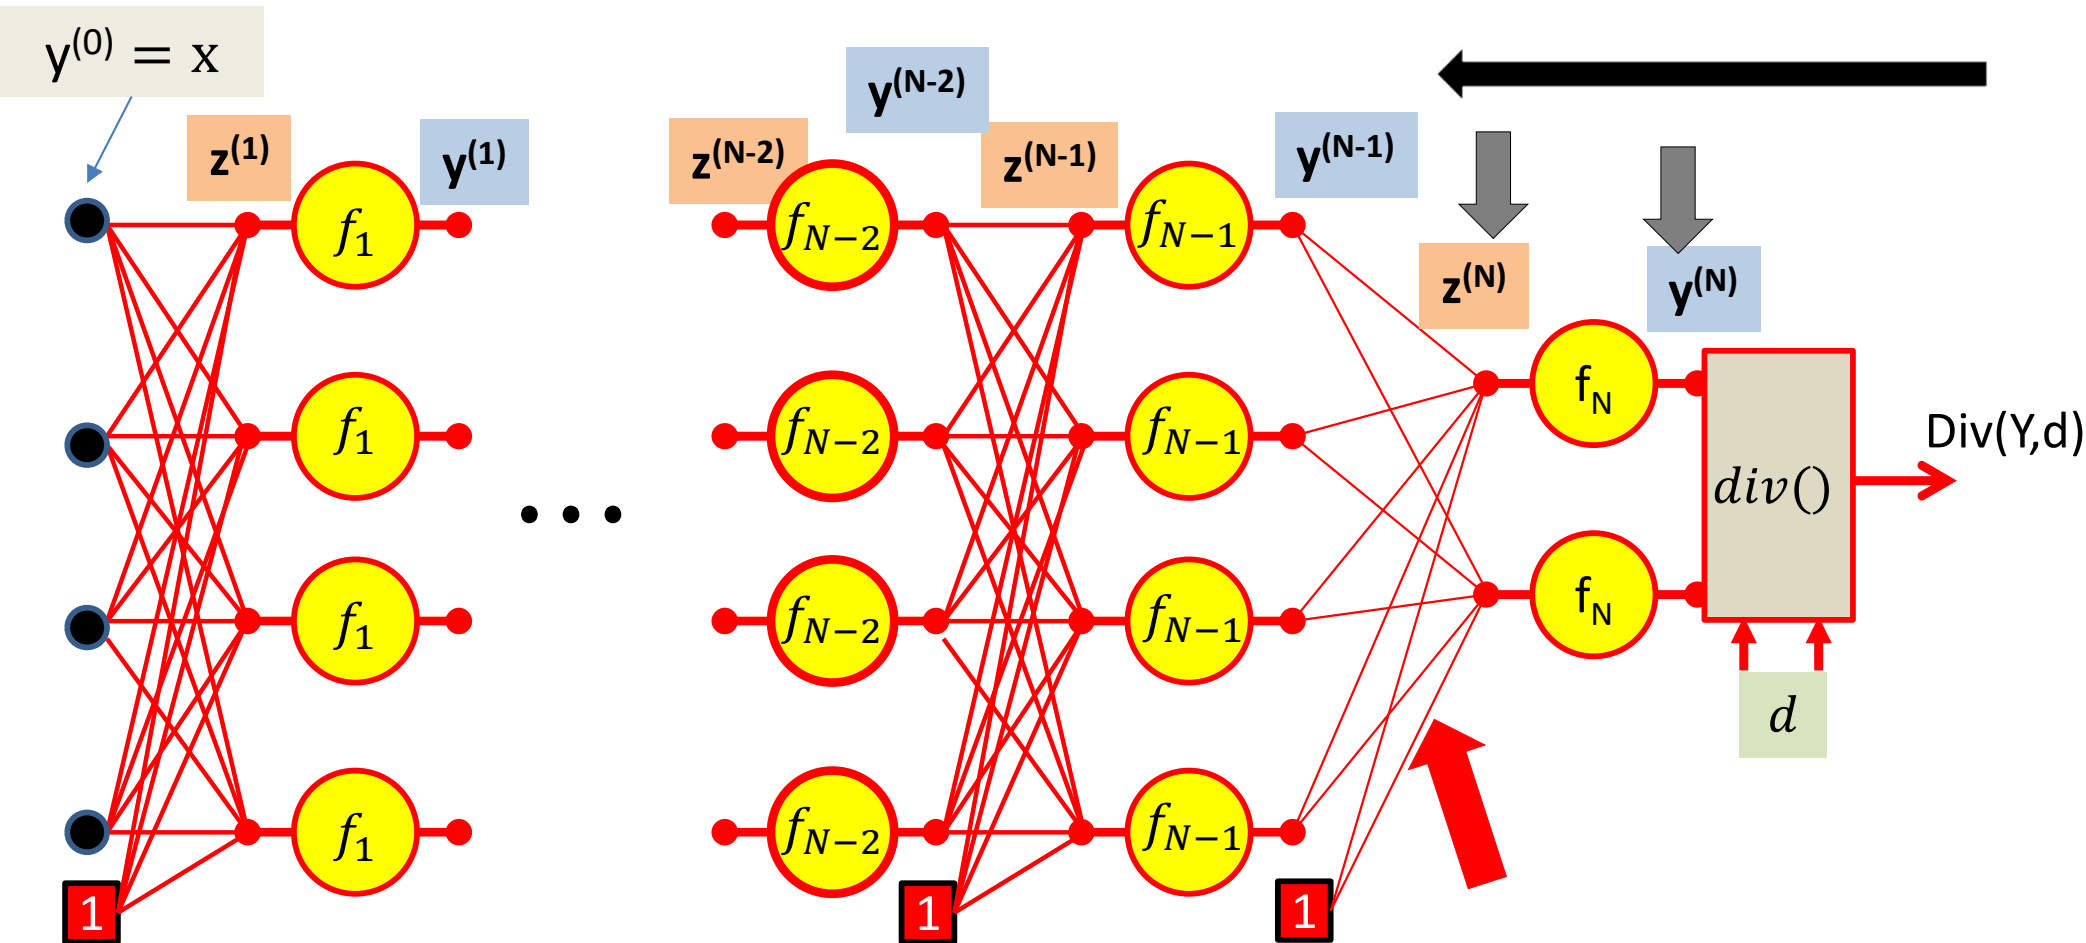 y(0) = x
z(1)
y(1)
z(N-2)
y(N-2)
z(N-1)
y(N-1)
z(N)
y(N)
f1
fN−2
fN−1
f1
fN−2
fN−1
f1
fN−2
fN−1
f1
fN−2
fN−1
fN
fN
div()
Div(Y,d)
d
...
1
1
1